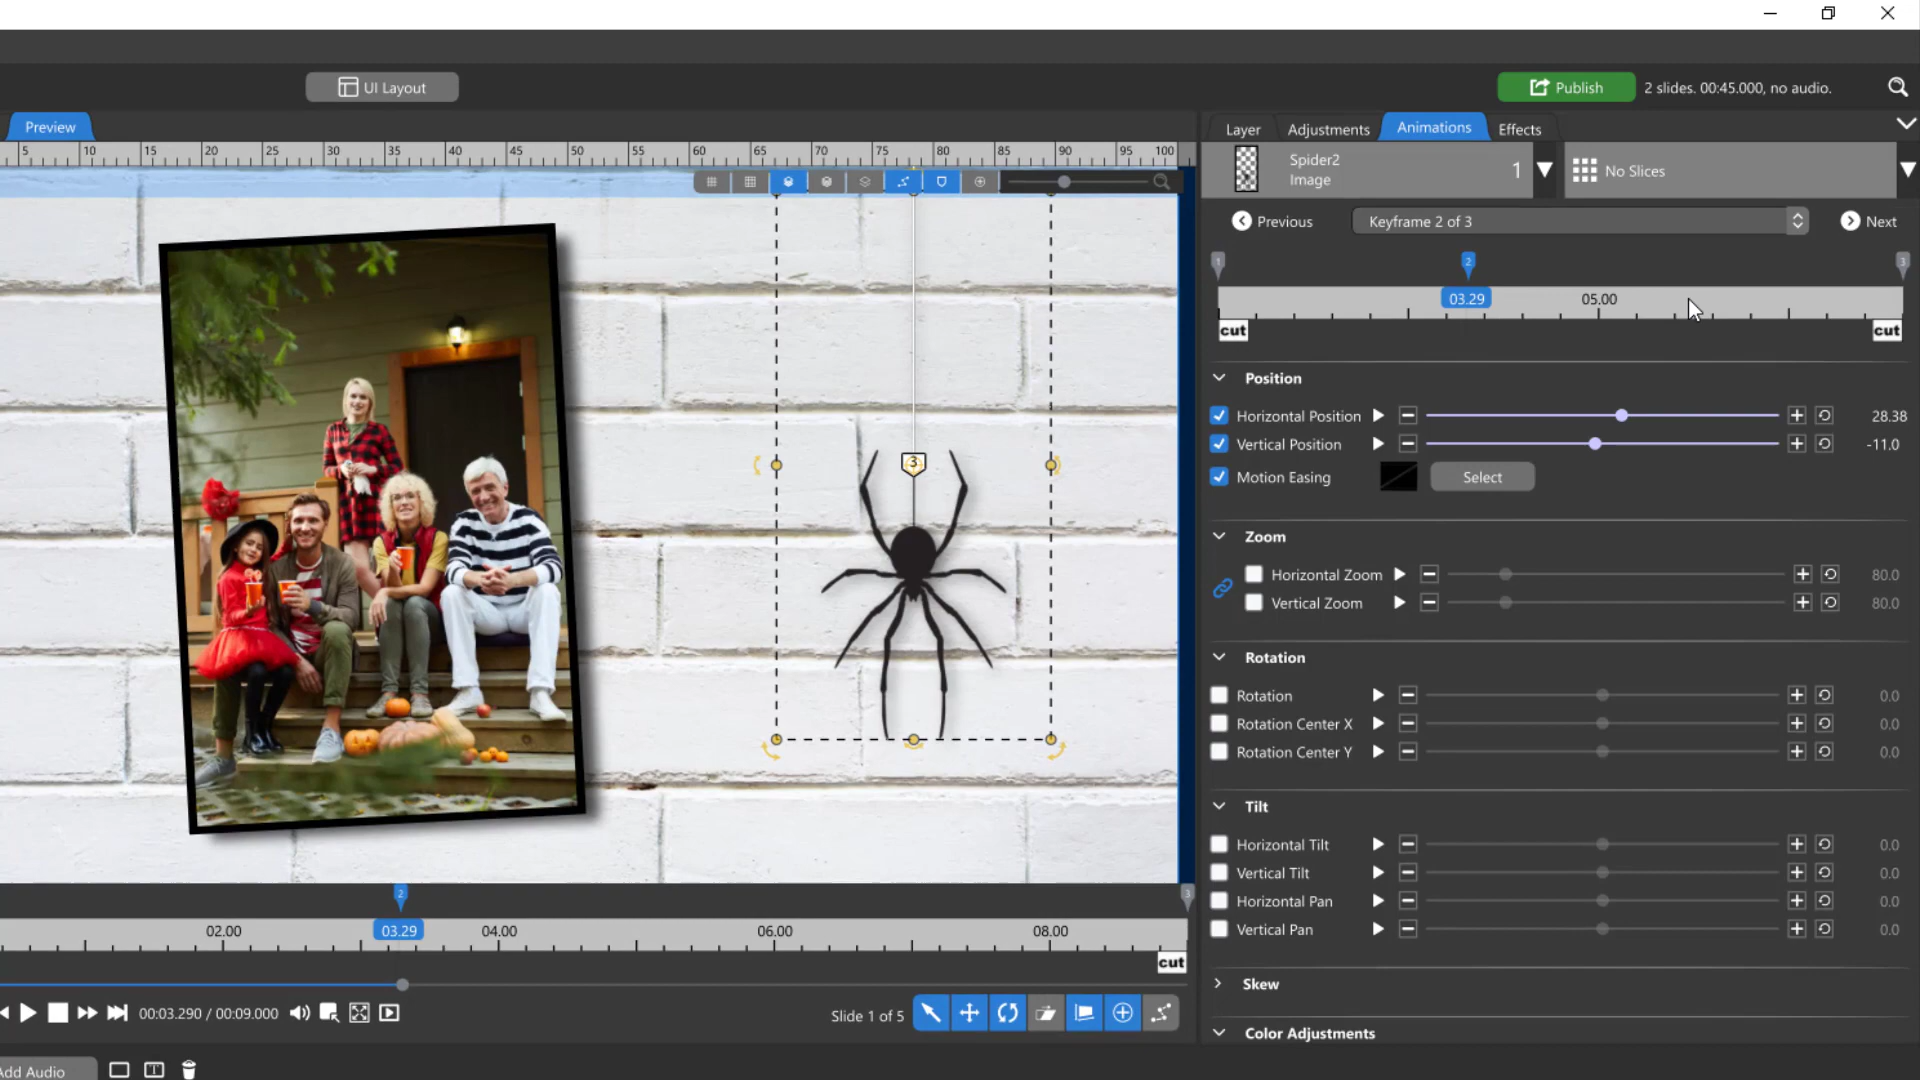 UI Layout
Publish
2 slides. 00:45.000, no audio.
Preview
Layer
Adjustments
Animations
Effects
5 10 15 20 25 30 35 40 45 50 55 60 65 70 75 80 85 90 95 100
Spider2
Image
1
No Slices
Previous
Keyframe 2 of 3
Next
1 2 3
03.29 05.00
cut cut
Position
Horizontal Position 28.38
Vertical Position -11.0
Motion Easing Select
3
Zoom
Horizontal Zoom 80.0
Vertical Zoom 80.0
Rotation
Rotation 0.0
Rotation Center X 0.0
Rotation Center Y 0.0
Tilt
Horizontal Tilt 0.0
Vertical Tilt 0.0
Horizontal Pan 0.0
Vertical Pan 0.0
Skew
Color Adjustments
2 3
02.00 03.29 04.00 06.00 08.00
cut
00:03.290 / 00:09.000
Slide 1 of 5
Add Audio